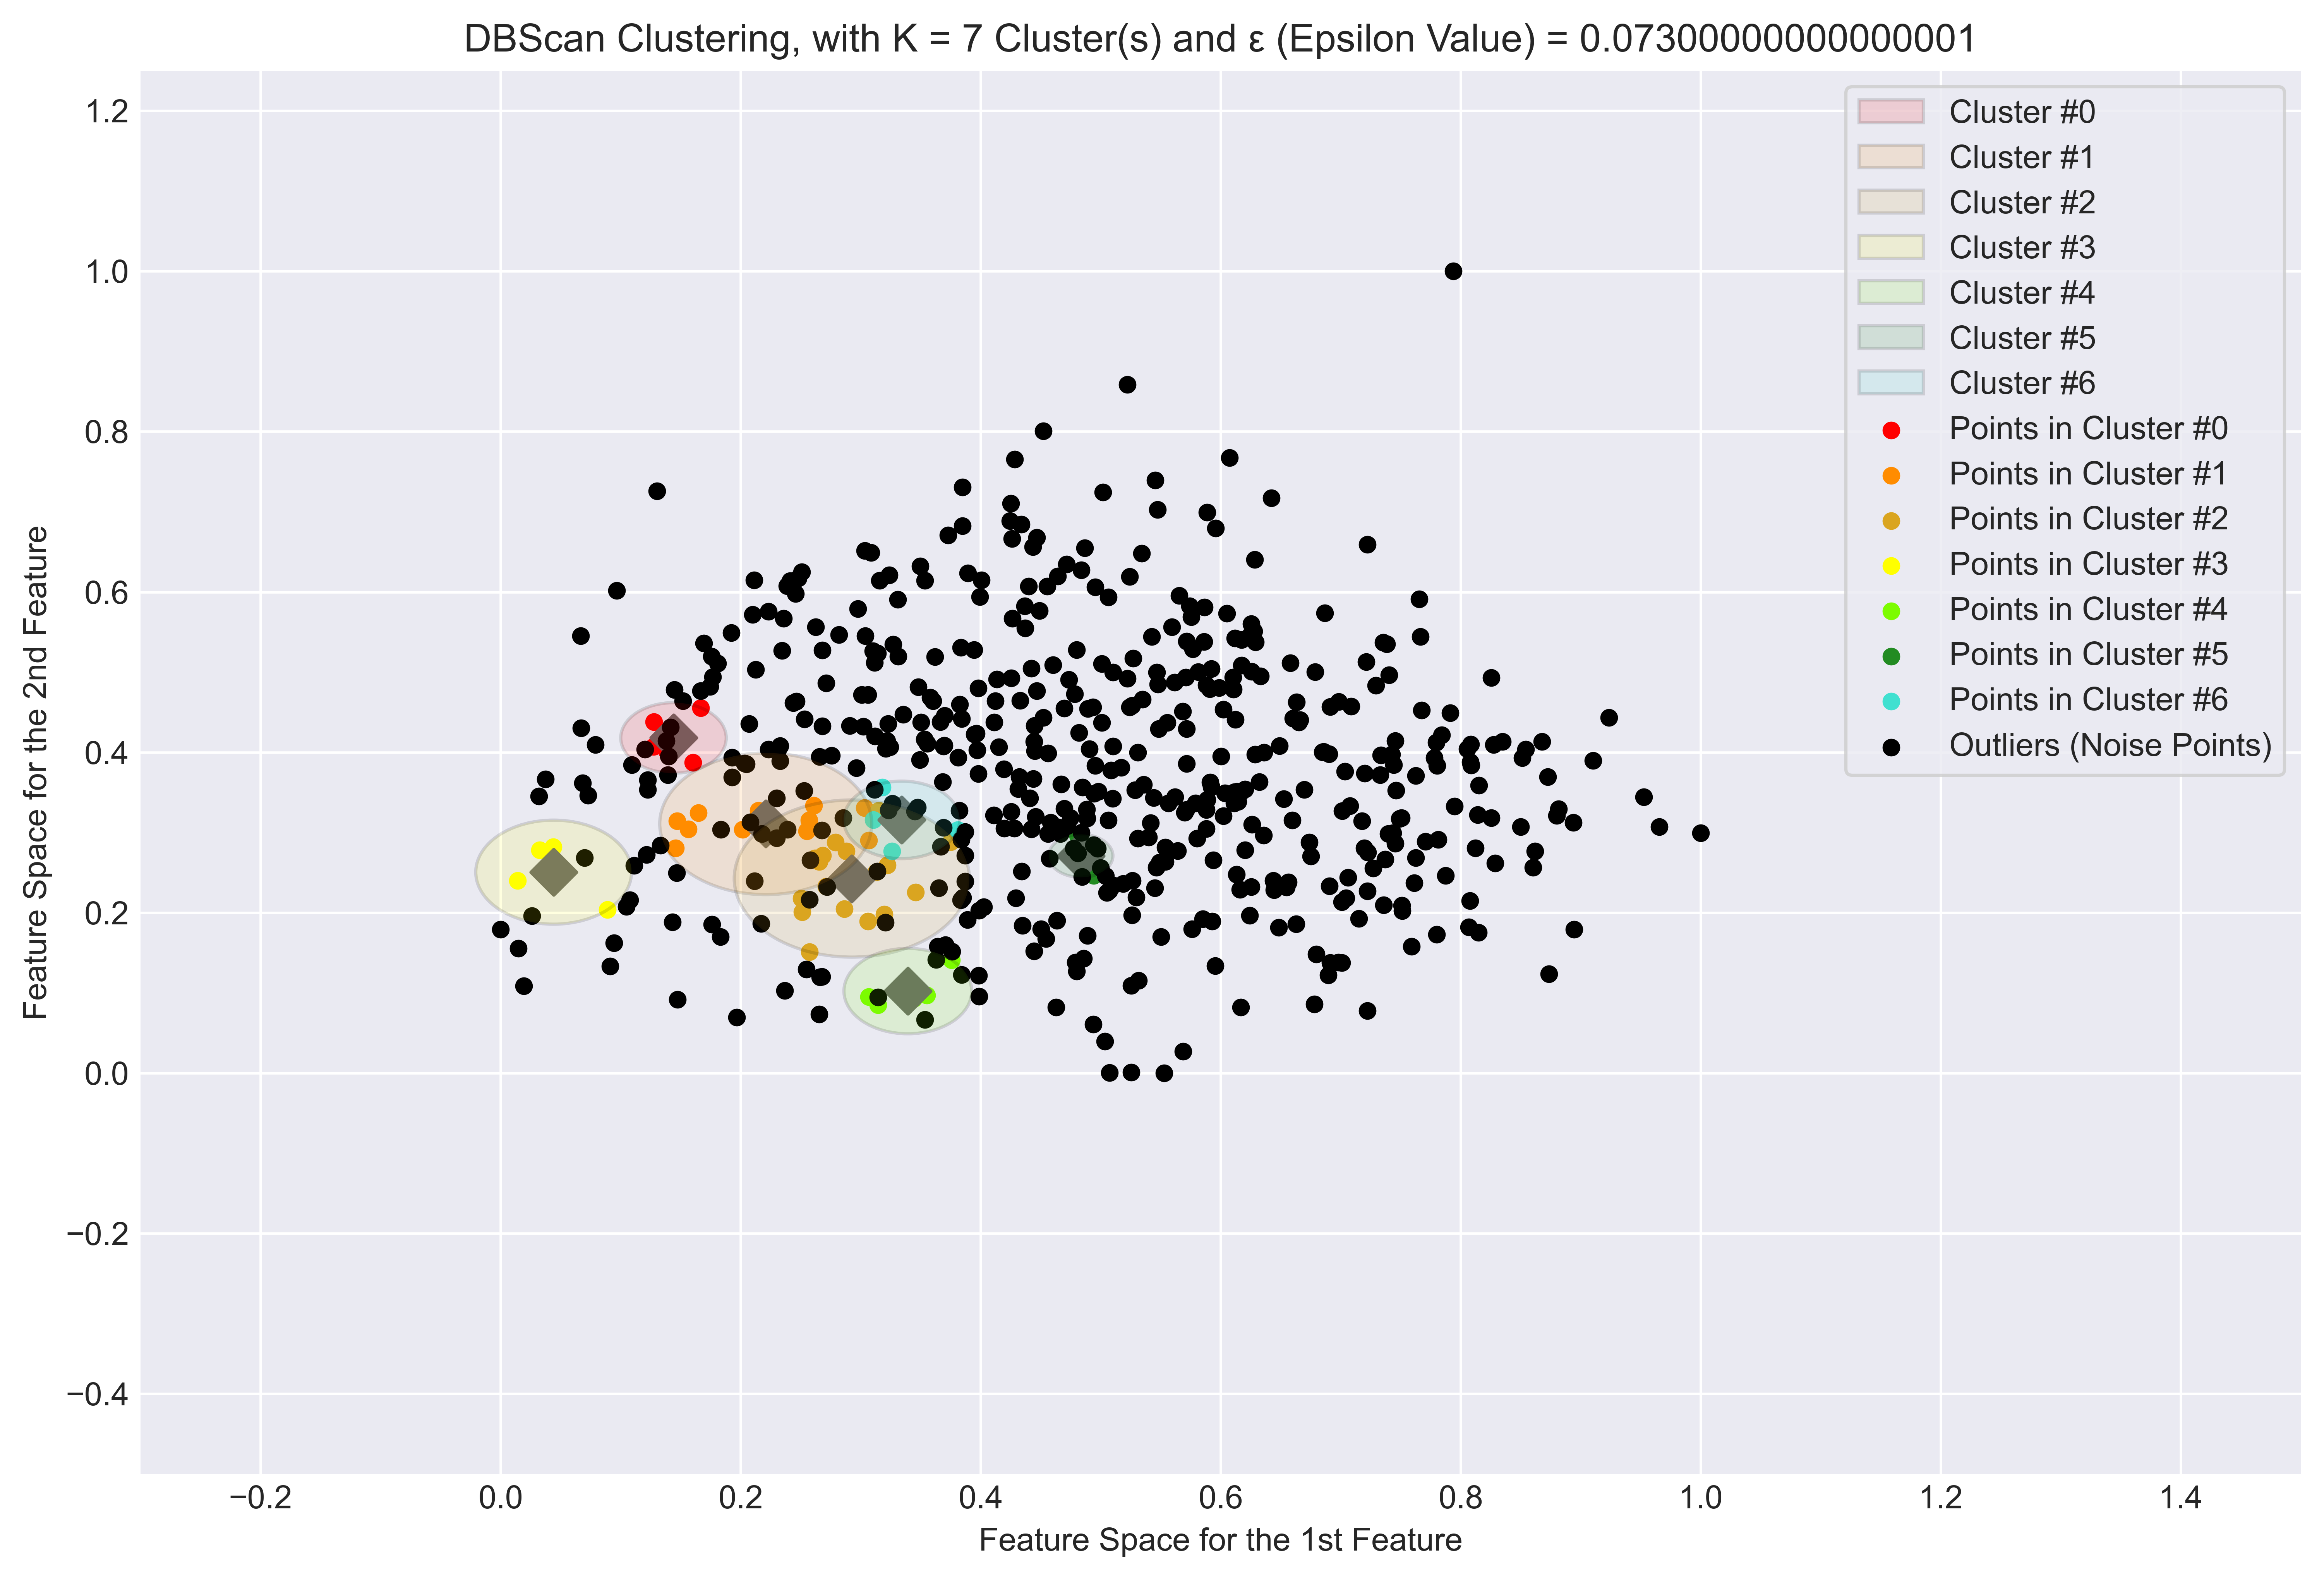 DBScan Clustering, with K = 7 Cluster(s) and ε (Epsilon Value) = 0.07300000000000001
1.2
1.0
0.8
0.6
0.4
0.2
0.0
−0.2
−0.4
Feature Space for the 2nd Feature
Cluster #0
Cluster #1
Cluster #2
Cluster #3
Cluster #4
Cluster #5
Cluster #6
Points in Cluster #0
Points in Cluster #1
Points in Cluster #2
Points in Cluster #3
Points in Cluster #4
Points in Cluster #5
Points in Cluster #6
Outliers (Noise Points)
−0.2 0.0 0.2 0.4 0.6 0.8 1.0 1.2 1.4
Feature Space for the 1st Feature